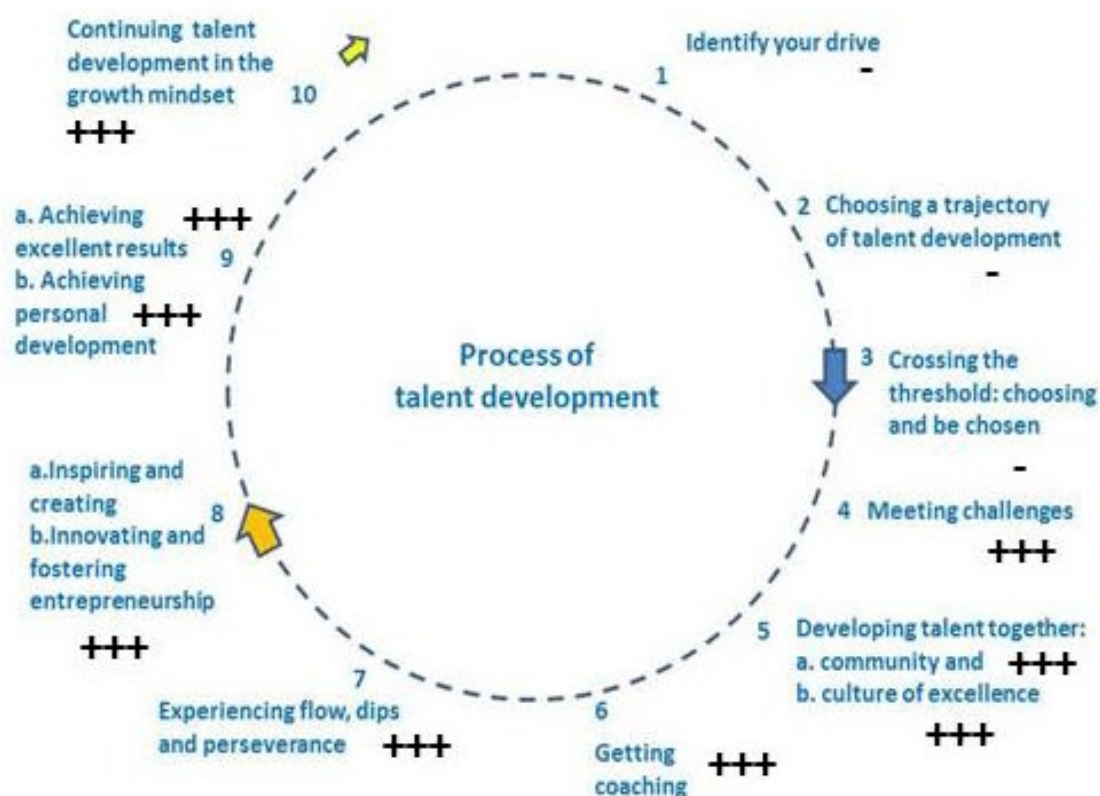 Continuing talent
development in the
growth mindset
10
+++
1
Identify your drive
-
2 Choosing a trajectory
of talent development
-
3 Crossing the
threshold: choosing
and be chosen
-
4 Meeting challenges
+++
5 Developing talent together:
a. community and +++
b. culture of excellence
+++
6
Getting +++
coaching
7
Experiencing flow, dips
and perseverance +++
8
a.Inspiring and
creating
b.Innovating and
fostering
entrepreneurship
+++
9
a. Achieving +++
excellent results
b. Achieving
personal +++
development
Process of
talent development